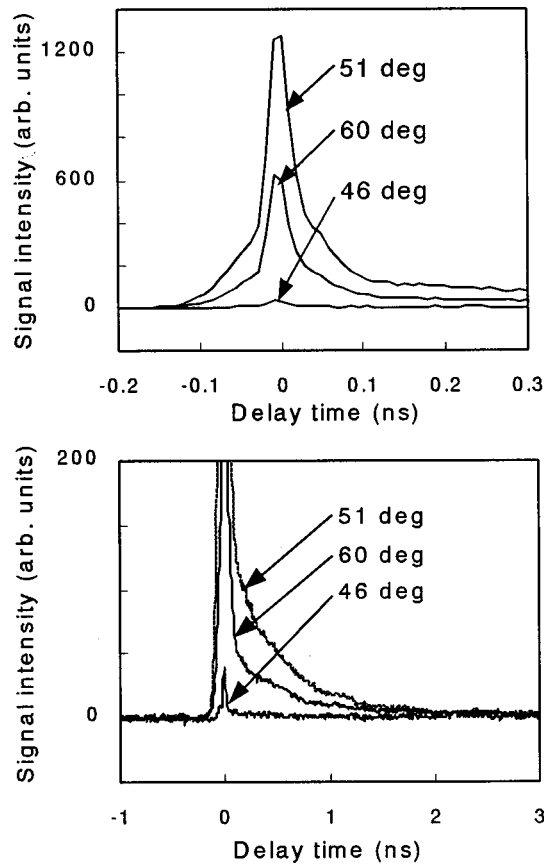 Signal intensity (arb. units)
1200
600
0
51 deg
60 deg
46 deg
-0.2
-0.1
0
0.1
0.2
0.3
Delay time (ns)
Signal intensity (arb. units)
200
100
0
51 deg
60 deg
46 deg
-1
0
1
2
3
Delay time (ns)